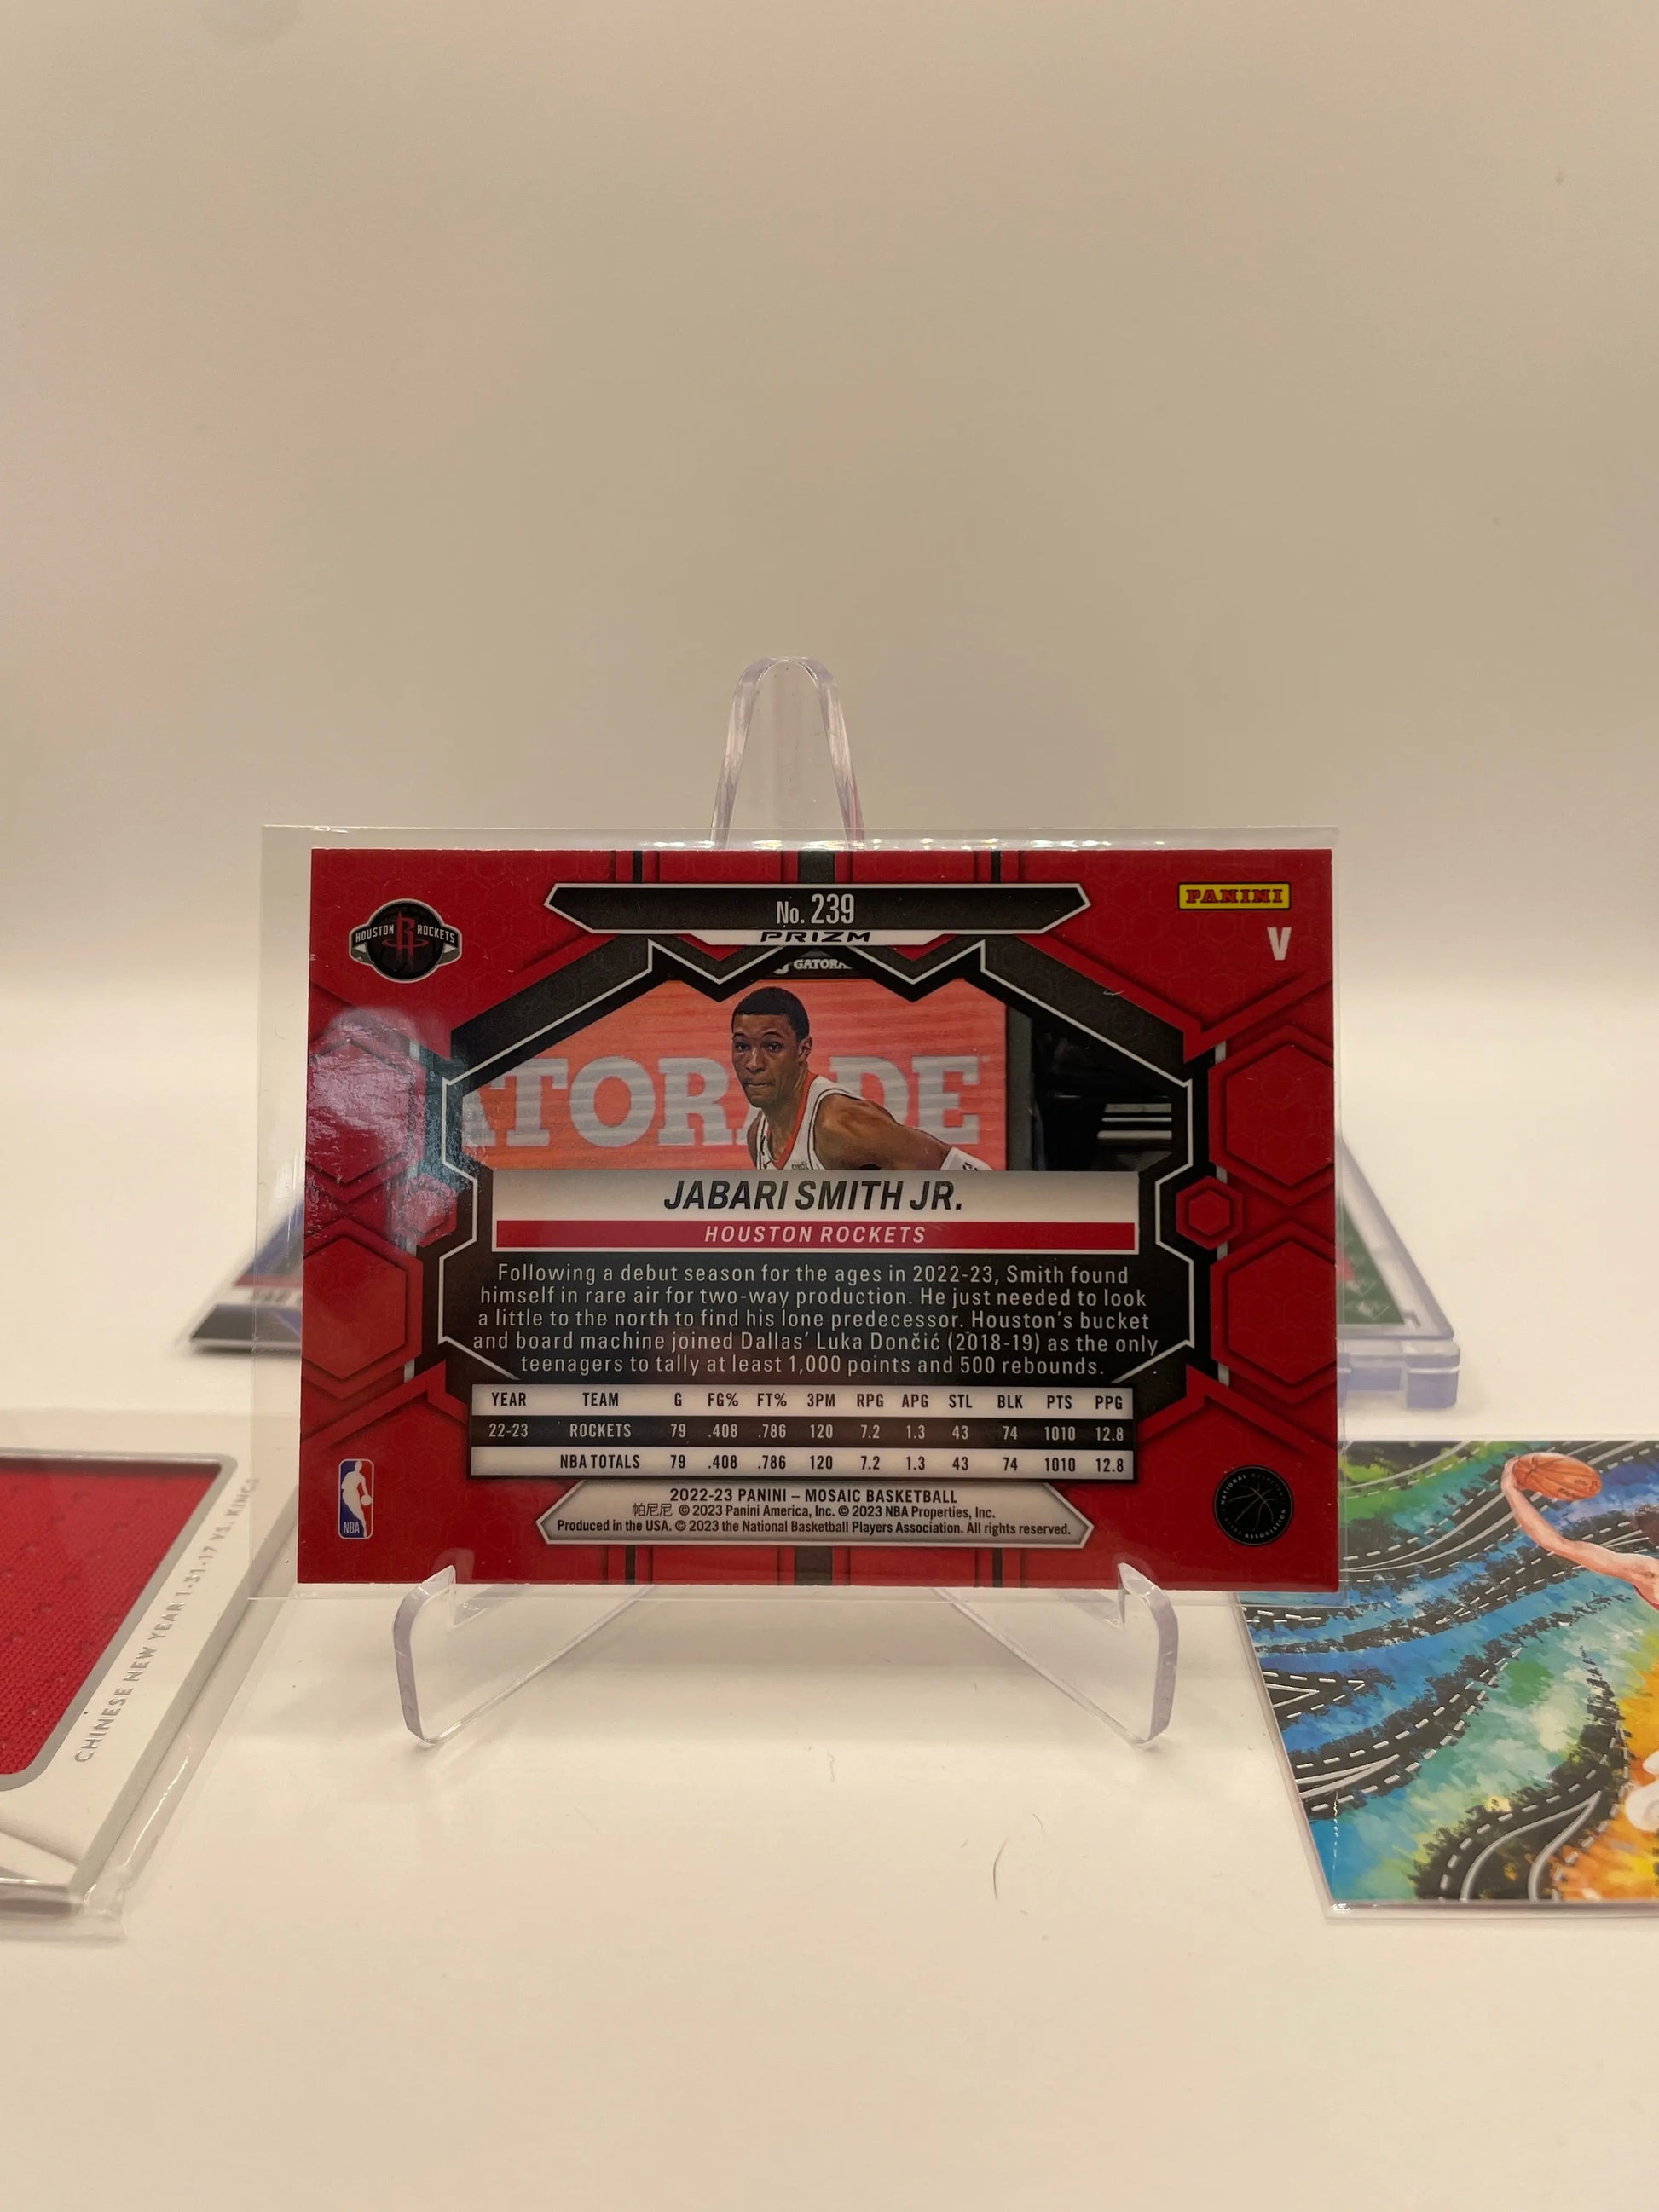 No. 239
PRIZM
PANINI
V
HOUSTON ROCKETS
GATORA
ATORADE
JABARI SMITH JR.
HOUSTON ROCKETS
Following a debut season for the ages in 2022-23, Smith found
himself in rare air for two-way production. He just needed to look
a little to the north to find his lone predecessor. Houston's bucket
and board machine joined Dallas' Luka Dončić (2018-19) as the only
teenagers to tally at least 1,000 points and 500 rebounds.
YEAR TEAM G FG% FT% 3PM RPG APG STL BLK PTS PPG
22-23 ROCKETS 79 .408 .786 120 7.2 1.3 43 74 1010 12.8
NBA TOTALS 79 .408 .786 120 7.2 1.3 43 74 1010 12.8
2022-23 PANINI – MOSAIC BASKETBALL
帕尼尼 © 2023 Panini America, Inc. © 2023 NBA Properties, Inc.
Produced in the USA. © 2023 the National Basketball Players Association. All rights reserved.
NBA
NATIONAL BASKETBALL ASSOCIATION
CHINESE NEW YEAR 1-31-17 VS. KINGS